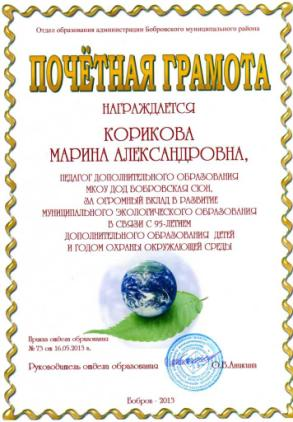 Отдел образования администрации Бобровского муниципального района
ПОЧЁТНАЯ ГРАМОТА
НАГРАЖДАЕТСЯ
КОРИКОВА
МАРИНА АЛЕКСАНДРОВНА,
ПЕДАГОГ ДОПОЛНИТЕЛЬНОГО ОБРАЗОВАНИЯ
МКОУ ДОД БОБРОВСКАЯ СЮН,
ЗА ОГРОМНЫЙ ВКЛАД В РАЗВИТИЕ
МУНИЦИПАЛЬНОГО ЭКОЛОГИЧЕСКОГО ОБРАЗОВАНИЯ
В СВЯЗИ С 95-ЛЕТИЕМ
ДОПОЛНИТЕЛЬНОГО ОБРАЗОВАНИЯ ДЕТЕЙ
И ГОДОМ ОХРАНЫ ОКРУЖАЮЩЕЙ СРЕДЫ
Приказ отдела образования
№ 73 от 16.05.2013 г.
Руководитель отдела образования
Бобров - 2013